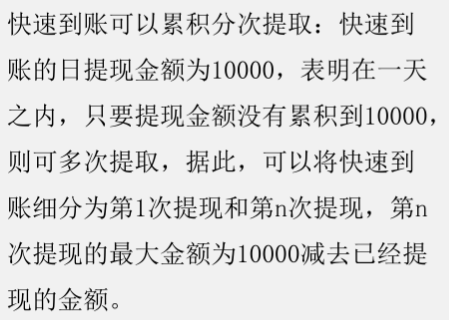 快速到账可以累积分次提取：快速到
账的日提现金额为10000，表明在一天
之内，只要提现金额没有累积到10000，
则可多次提取，据此，可以将快速到
账细分为第1次提现和第n次提现，第n
次提现的最大金额为10000减去已经提
现的金额。